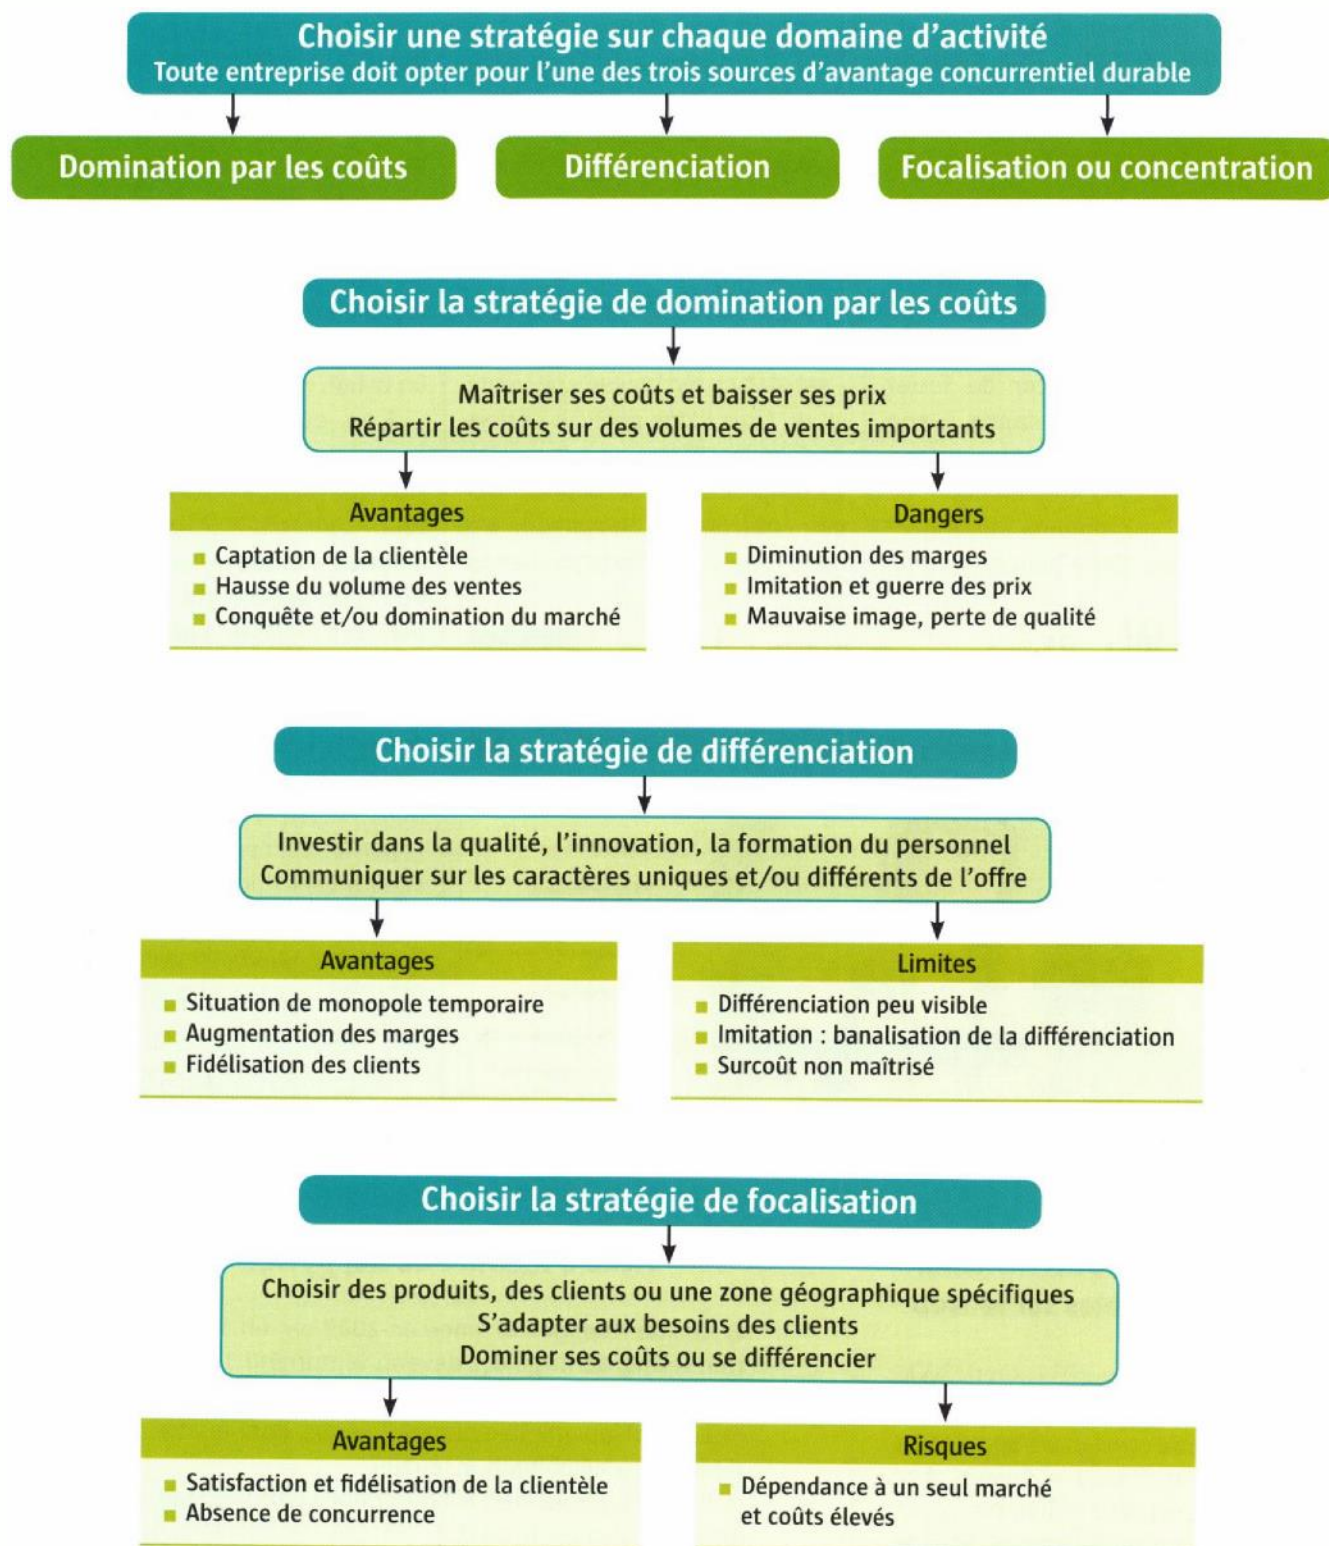 Choisir une stratégie sur chaque domaine d'activité
Toute entreprise doit opter pour l'une des trois sources d'avantage concurrentiel durable
Domination par les coûts
Différenciation
Focalisation ou concentration
Choisir la stratégie de domination par les coûts
Maîtriser ses coûts et baisser ses prix
Répartir les coûts sur des volumes de ventes importants
Avantages
Captation de la clientèle
Hausse du volume des ventes
Conquête et/ou domination du marché
Dangers
Diminution des marges
Imitation et guerre des prix
Mauvaise image, perte de qualité
Choisir la stratégie de différenciation
Investir dans la qualité, l'innovation, la formation du personnel
Communiquer sur les caractères uniques et/ou différents de l'offre
Avantages
Situation de monopole temporaire
Augmentation des marges
Fidélisation des clients
Limites
Différenciation peu visible
Imitation : banalisation de la différenciation
Surcoût non maîtrisé
Choisir la stratégie de focalisation
Choisir des produits, des clients ou une zone géographique spécifiques
S'adapter aux besoins des clients
Dominer ses coûts ou se différencier
Avantages
Satisfaction et fidélisation de la clientèle
Absence de concurrence
Risques
Dépendance à un seul marché
et coûts élevés